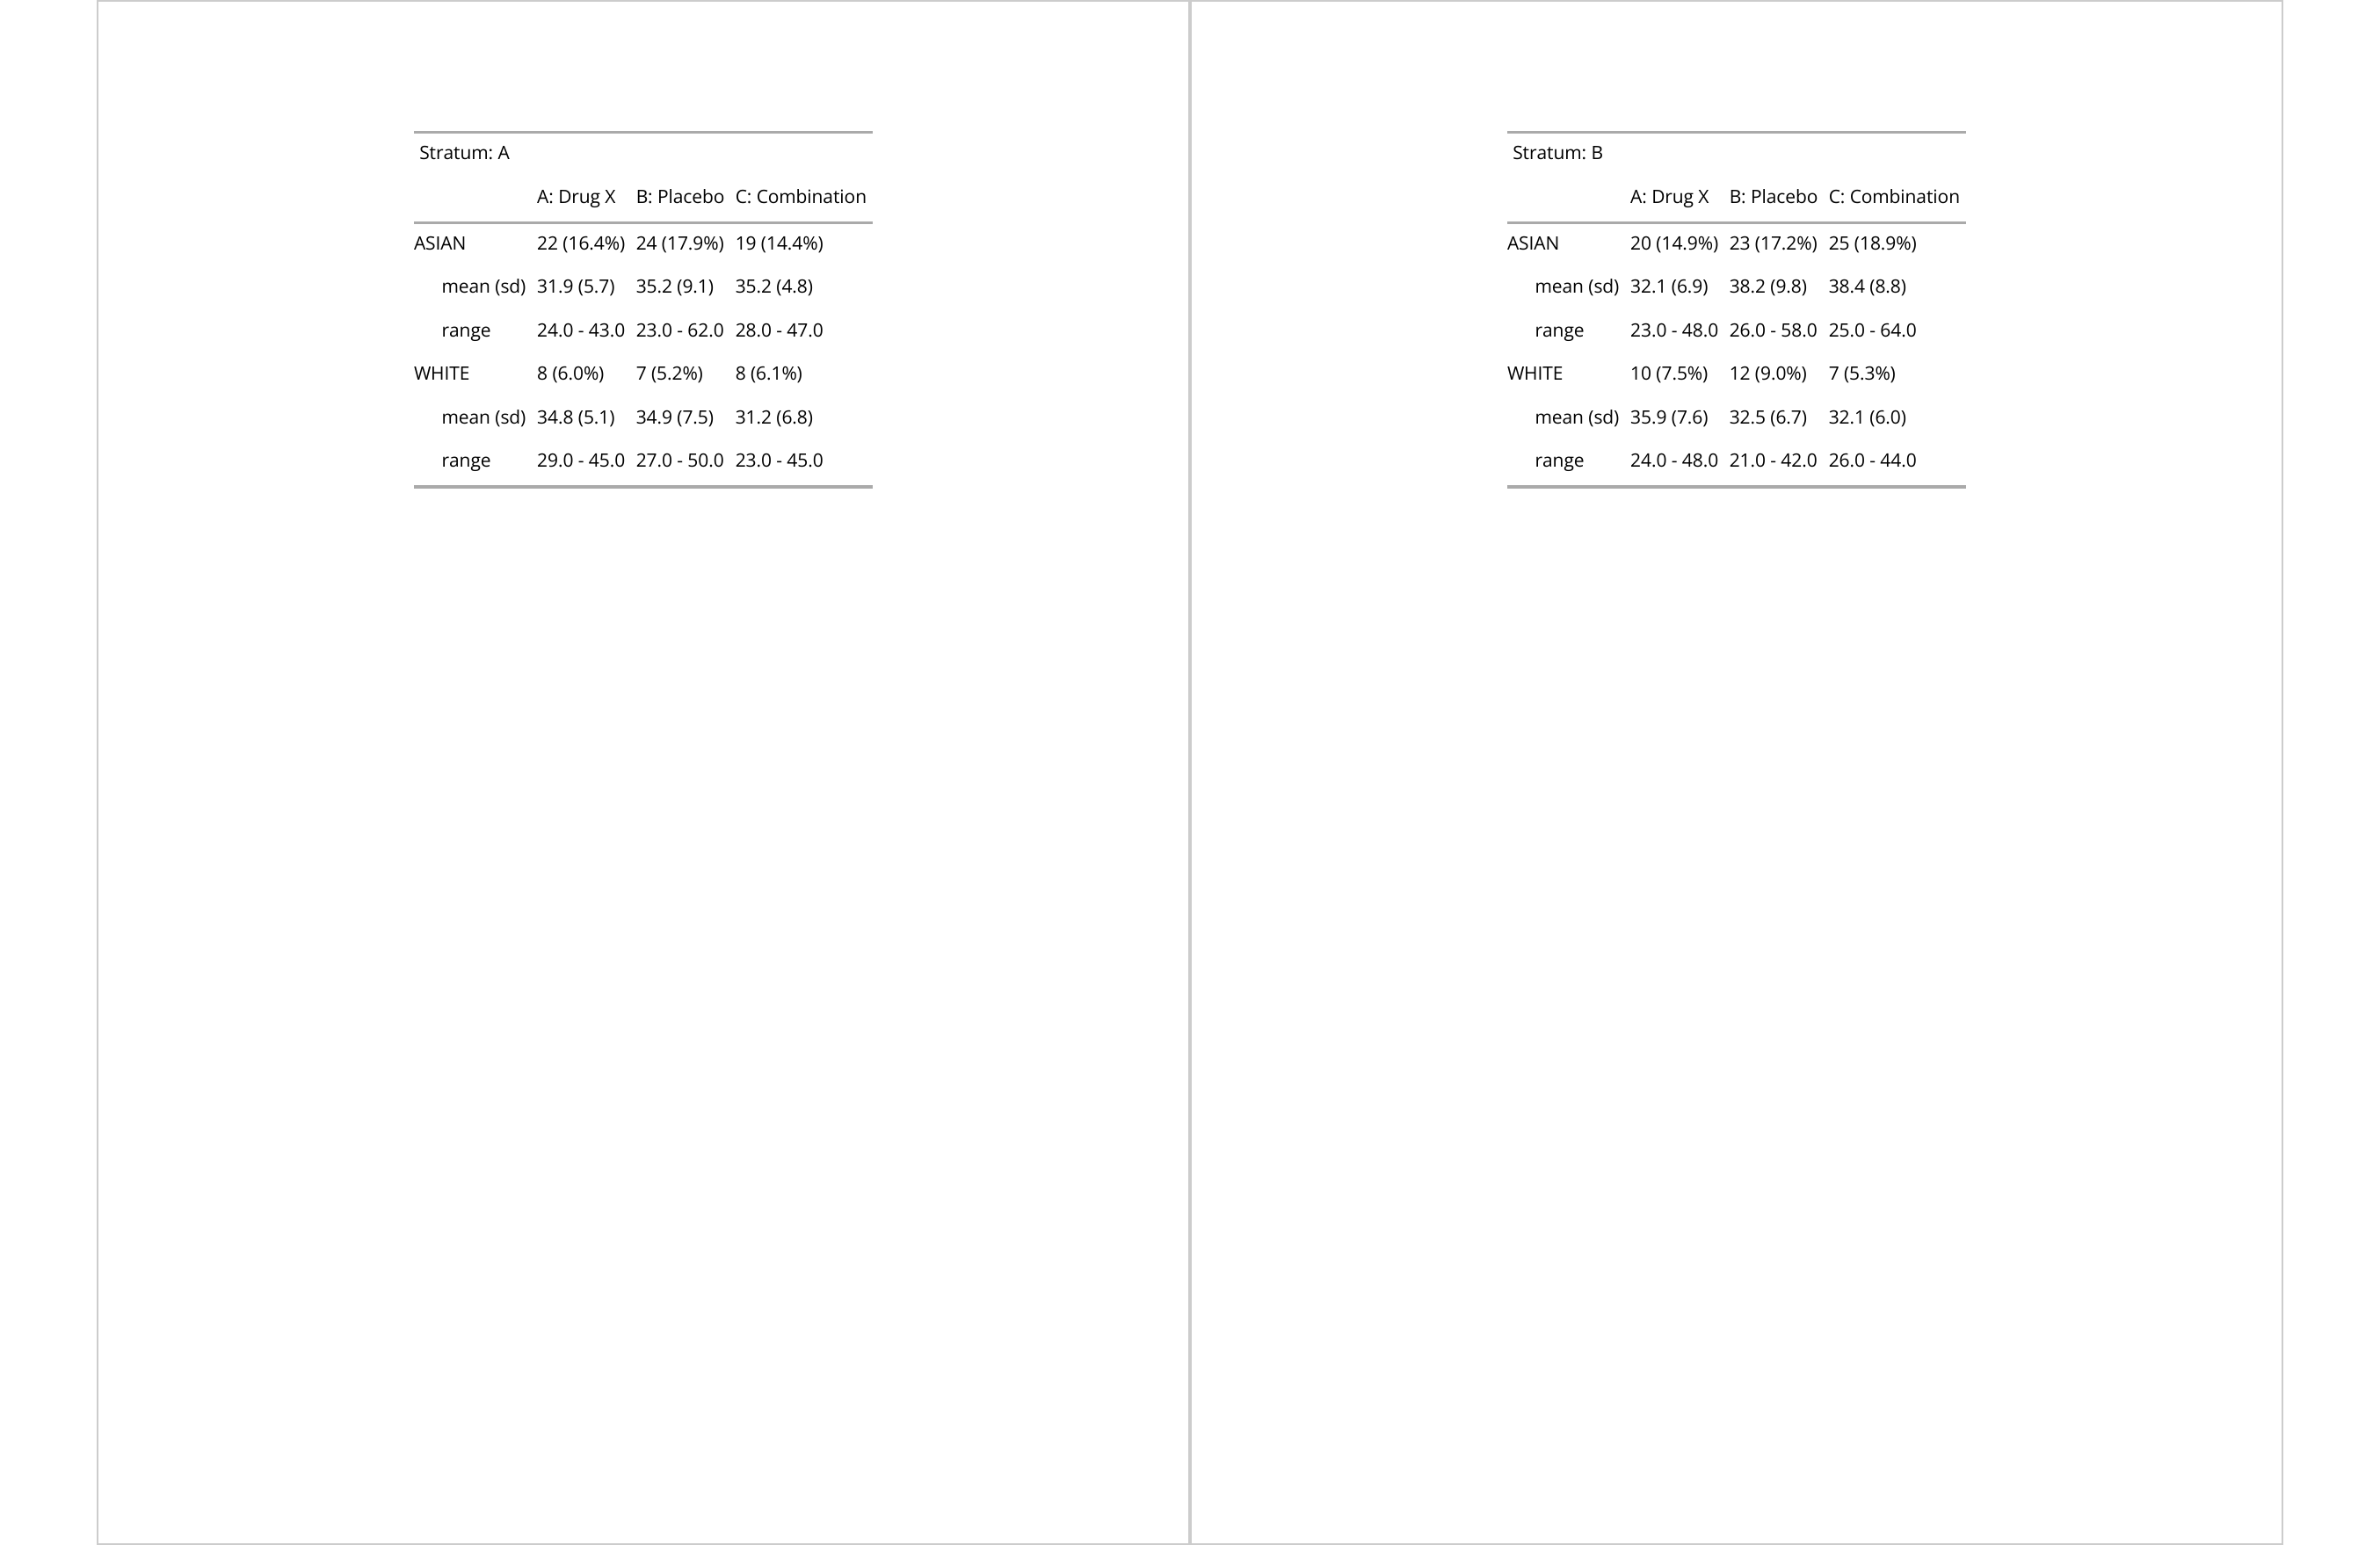 Stratum: A
A: Drug X B: Placebo C: Combination
ASIAN 22 (16.4%) 24 (17.9%) 19 (14.4%)
mean (sd) 31.9 (5.7) 35.2 (9.1) 35.2 (4.8)
range 24.0 - 43.0 23.0 - 62.0 28.0 - 47.0
WHITE 8 (6.0%) 7 (5.2%) 8 (6.1%)
mean (sd) 34.8 (5.1) 34.9 (7.5) 31.2 (6.8)
range 29.0 - 45.0 27.0 - 50.0 23.0 - 45.0
Stratum: B
A: Drug X B: Placebo C: Combination
ASIAN 20 (14.9%) 23 (17.2%) 25 (18.9%)
mean (sd) 32.1 (6.9) 38.2 (9.8) 38.4 (8.8)
range 23.0 - 48.0 26.0 - 58.0 25.0 - 64.0
WHITE 10 (7.5%) 12 (9.0%) 7 (5.3%)
mean (sd) 35.9 (7.6) 32.5 (6.7) 32.1 (6.0)
range 24.0 - 48.0 21.0 - 42.0 26.0 - 44.0